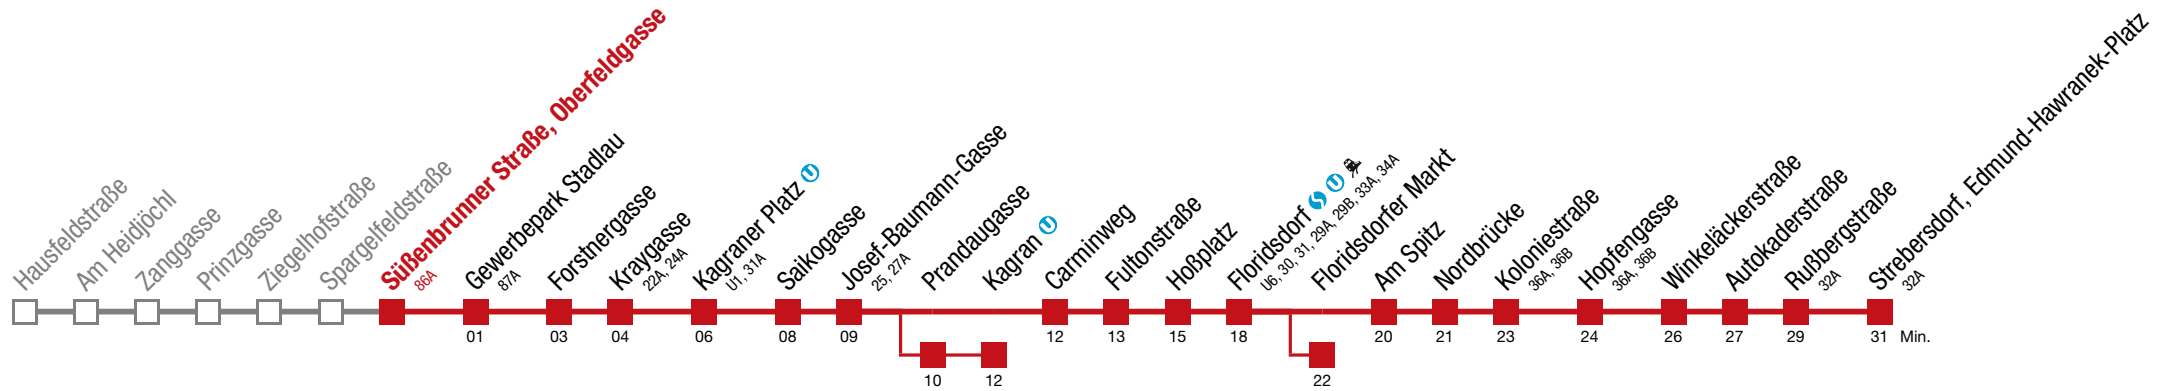 Hausfeldstraße
Am Heidjöchl
Zanggasse
Prinzgasse
Ziegelhofstraße
Spargelfeldstraße
Süßenbrunner Straße, Oberfeldgasse
86A
Gewerbepark Stadlau
87A
Forstnergasse
Kraygasse
22A, 24A
Kagraner Platz U
U1, 31A
Saikogasse
Josef-Baumann-Gasse
25, 27A
Prandaugasse
Kagran U
Carminweg
Fultonstraße
Hoßplatz
Floridsdorf S U
U6, 30, 31, 29A, 29B, 33A, 34A
Floridsdorfer Markt
Am Spitz
Nordbrücke
Koloniestraße
36A, 36B
Hopfengasse
36A, 36B
Winkeläckerstraße
Autokaderstraße
Rußbergstraße
32A
Strebersdorf, Edmund-Hawranek-Platz
32A
01 03 04 06 08 09 12 13 15 18 20 21 23 24 26 27 29 31 Min.
10 12 22